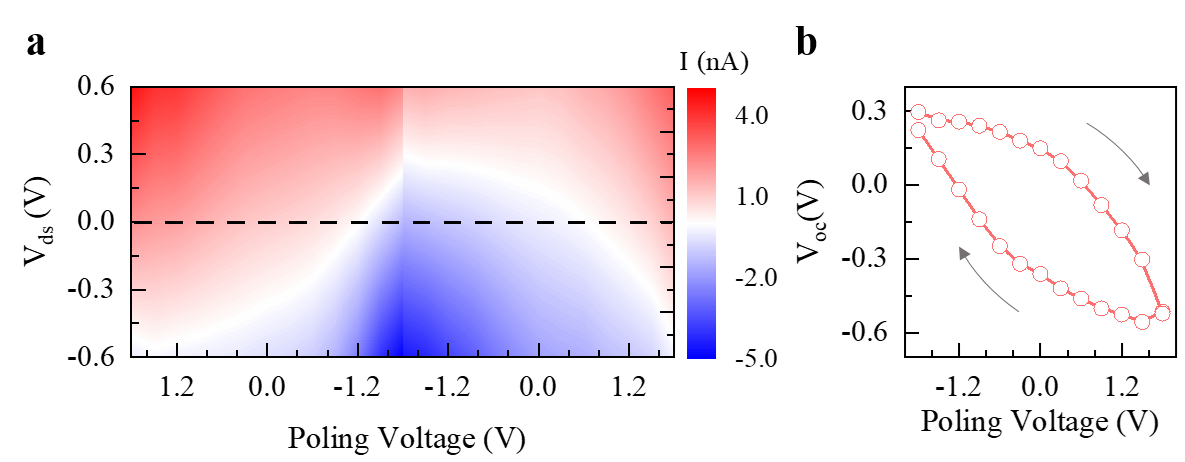 a
I (nA)
0.6
0.3
0.0
-0.3
-0.6
V_ds (V)
1.2 0.0 -1.2 -1.2 0.0 1.2
Poling Voltage (V)
4.0
1.0
-2.0
-5.0
b
0.3
0.0
-0.3
-0.6
V_oc(V)
-1.2 0.0 1.2
Poling Voltage (V)